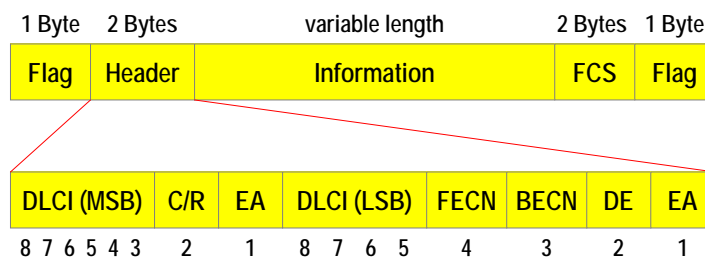 1 Byte 2 Bytes variable length 2 Bytes 1 Byte
Flag Header Information FCS Flag
DLCI (MSB) C/R EA DLCI (LSB) FECN BECN DE EA
8 7 6 5 4 3 2 1 8 7 6 5 4 3 2 1